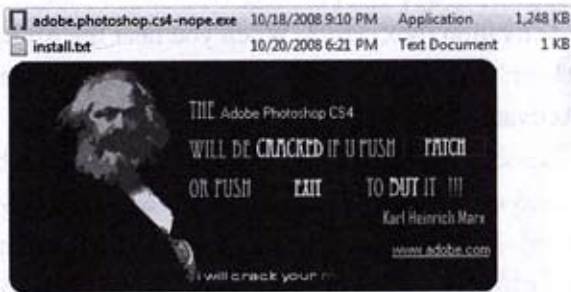 adobe.photoshop.cs4-nope.exe 10/18/2008 9:10 PM Application 1,248 KB
install.txt 10/20/2008 6:21 PM Text Document 1 KB
THE Adobe Photoshop CS4
WILL BE CRACKED IF U PUSH PATCH
OR PUSH EXIT TO BUY IT !!!
Karl Heinrich Marx
www.adobe.com
i will crack your